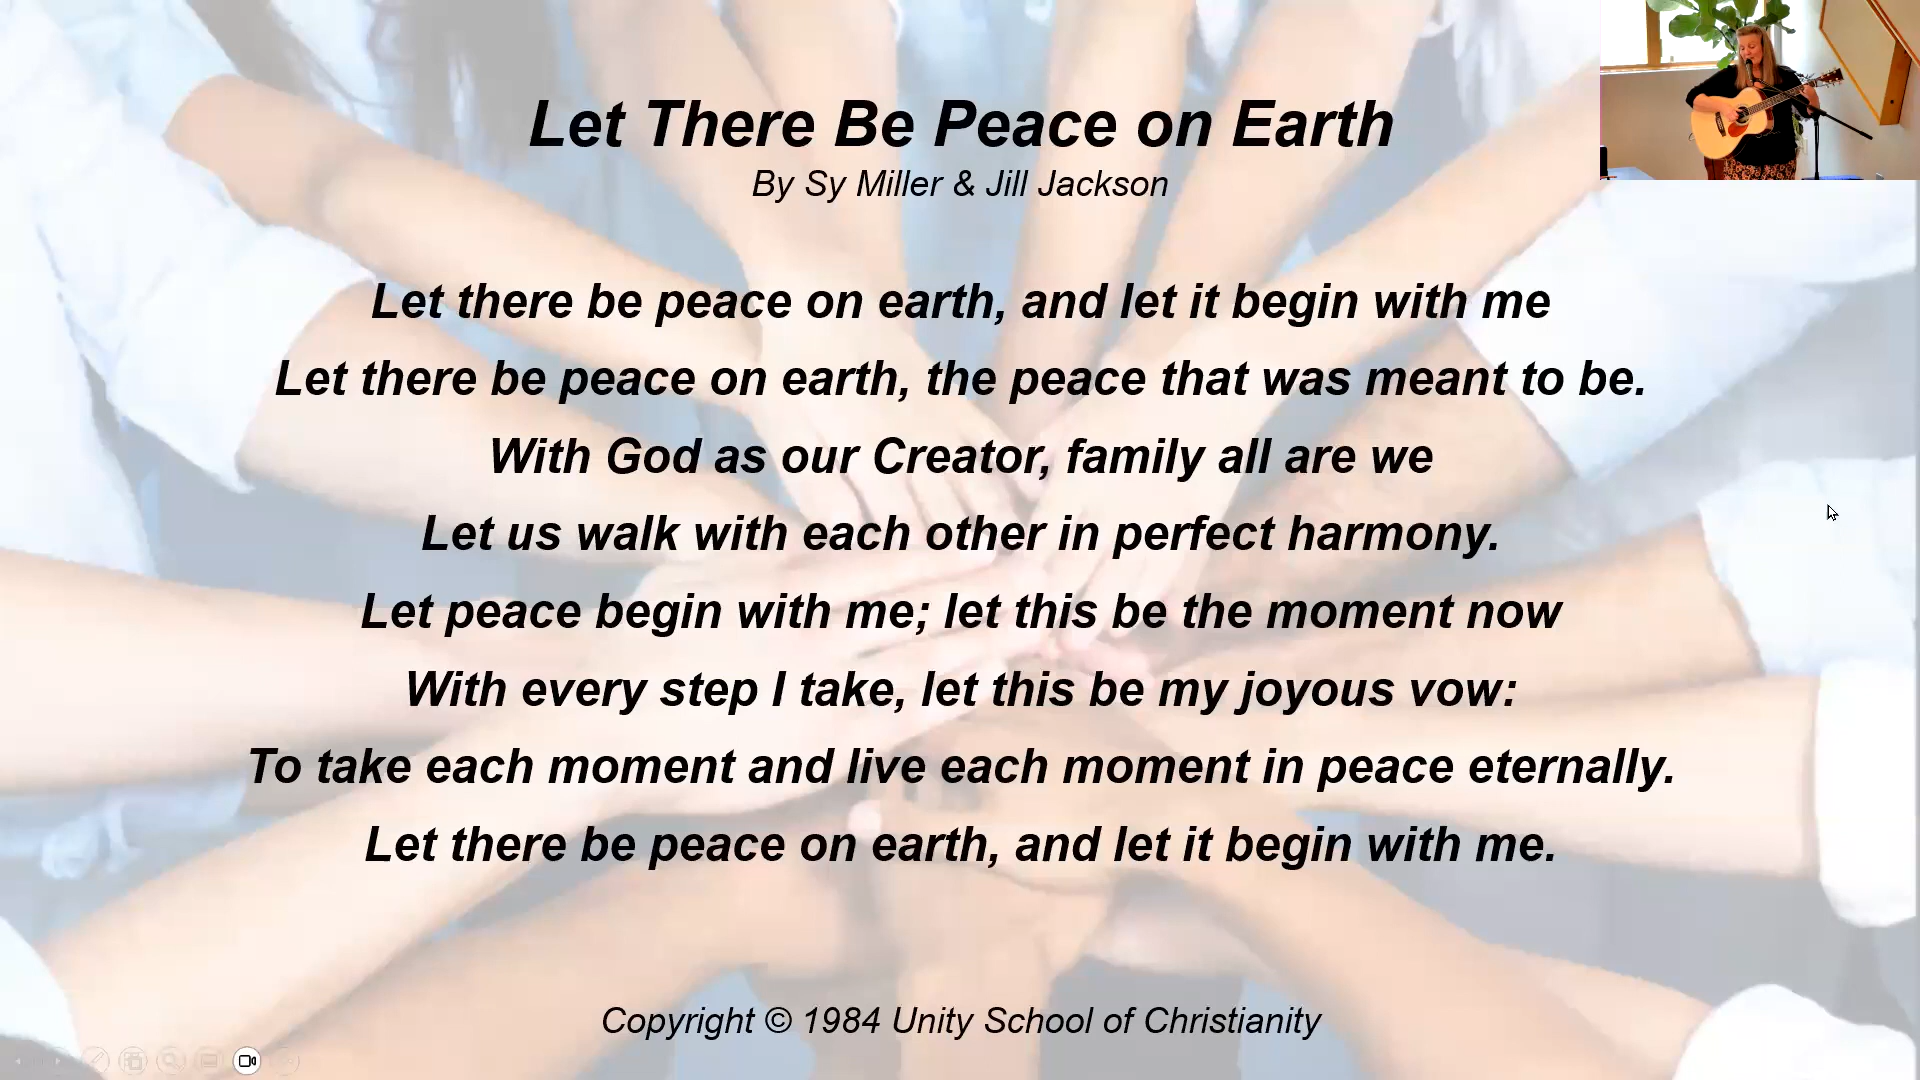 Let There Be Peace on Earth
By Sy Miller & Jill Jackson
Let there be peace on earth, and let it begin with me
Let there be peace on earth, the peace that was meant to be.
With God as our Creator, family all are we
Let us walk with each other in perfect harmony.
Let peace begin with me; let this be the moment now
With every step I take, let this be my joyous vow:
To take each moment and live each moment in peace eternally.
Let there be peace on earth, and let it begin with me.
Copyright © 1984 Unity School of Christianity